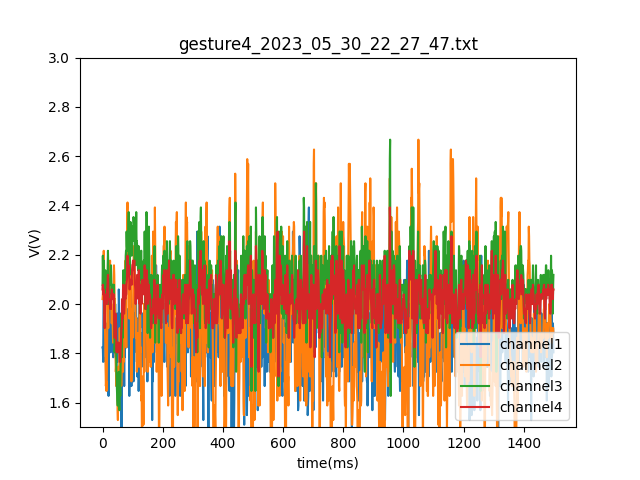 gesture4_2023_05_30_22_27_47.txt
3.0
2.8
2.6
2.4
2.2
2.0
1.8
1.6
V(V)
channel1
channel2
channel3
channel4
0 200 400 600 800 1000 1200 1400
time(ms)